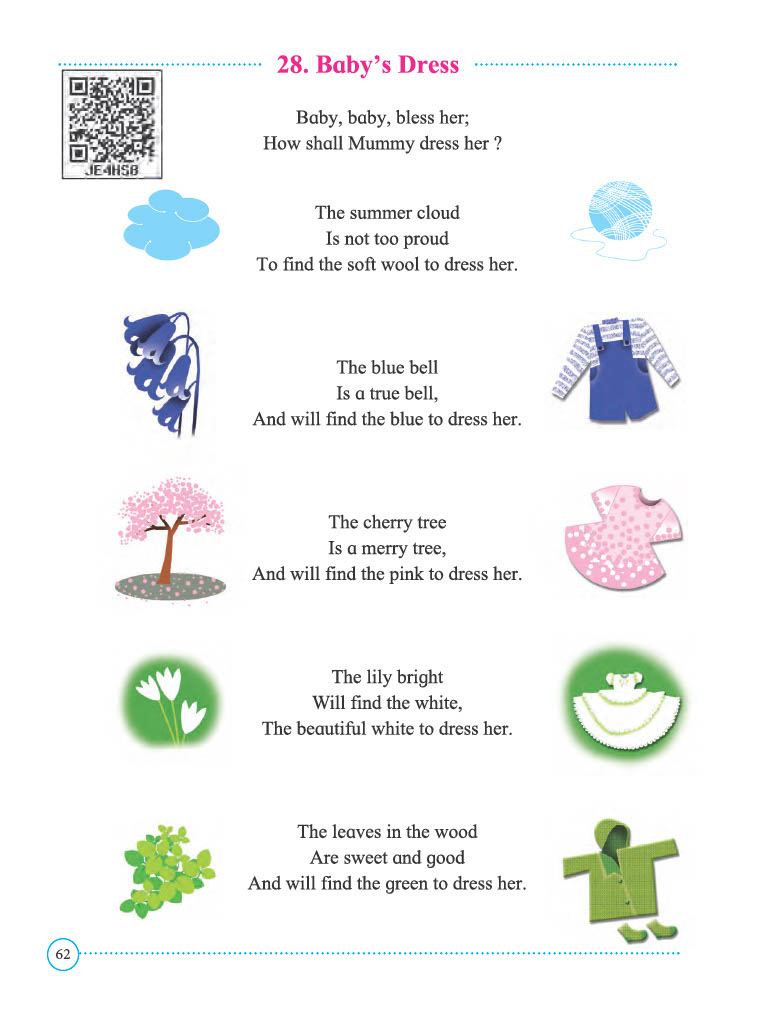 28. Baby's Dress
JE4HS8
Baby, baby, bless her;
How shall Mummy dress her ?
The summer cloud
Is not too proud
To find the soft wool to dress her.
The blue bell
Is a true bell,
And will find the blue to dress her.
The cherry tree
Is a merry tree,
And will find the pink to dress her.
The lily bright
Will find the white,
The beautiful white to dress her.
The leaves in the wood
Are sweet and good
And will find the green to dress her.
62